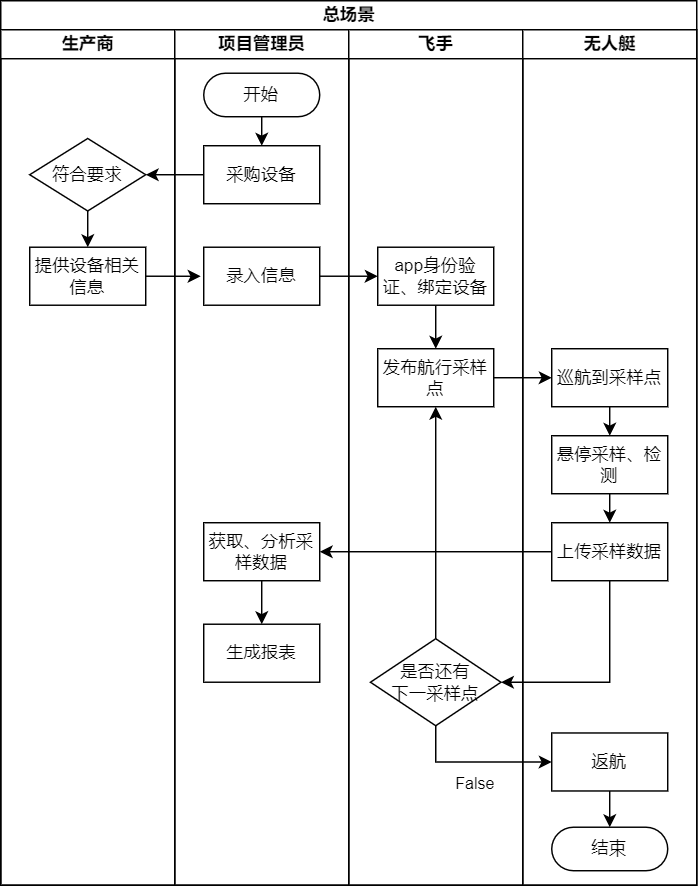 总场景
生产商
项目管理员
飞手
无人艇
开始
符合要求
采购设备
提供设备相关
信息
录入信息
app身份验
证、绑定设备
发布航行采样
点
巡航到采样点
悬停采样、检
测
获取、分析采
样数据
上传采样数据
生成报表
是否还有
下一采样点
返航
False
结束